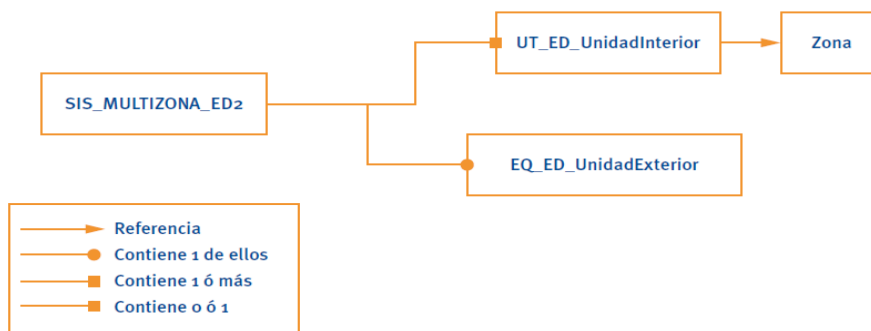 UT_ED_UnidadInterior
Zona
SIS_MULTIZONA_ED2
EQ_ED_UnidadExterior
Referencia
Contiene 1 de ellos
Contiene 1 ó más
Contiene 0 ó 1